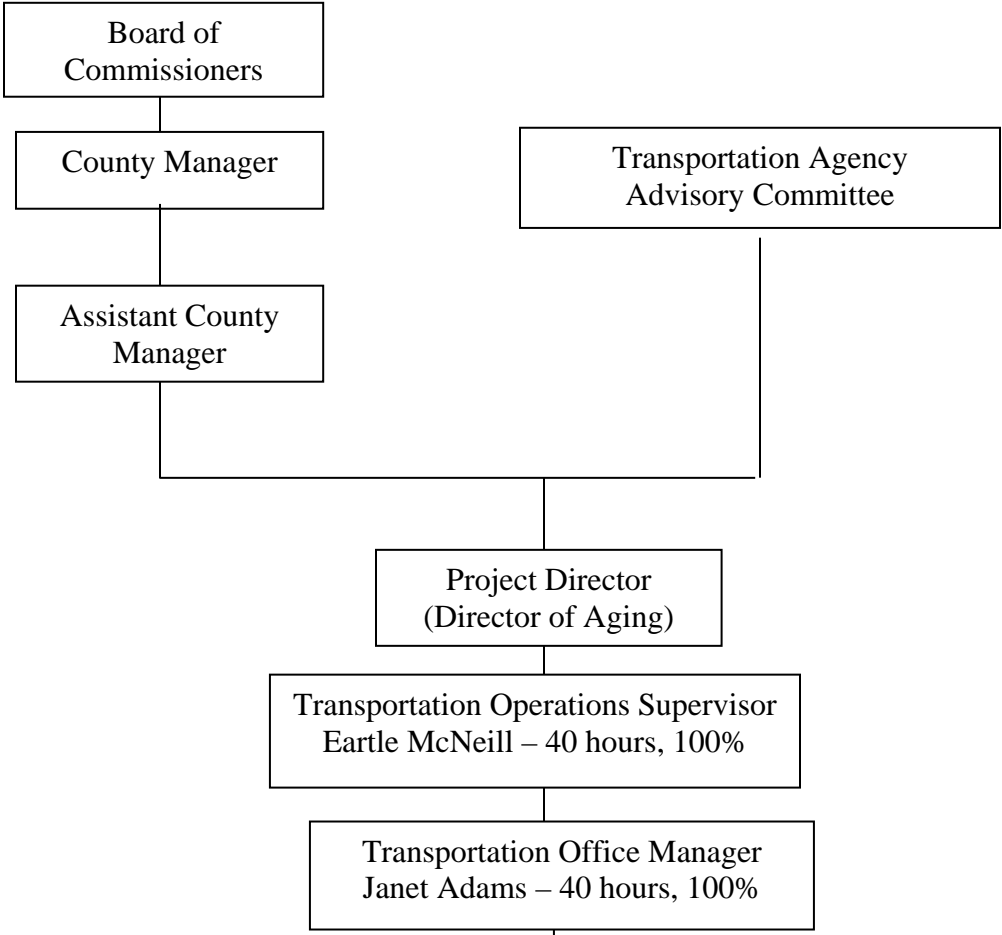 Board of
Commissioners
County Manager
Transportation Agency
Advisory Committee
Assistant County
Manager
Project Director
(Director of Aging)
Transportation Operations Supervisor
Eartle McNeill – 40 hours, 100%
Transportation Office Manager
Janet Adams – 40 hours, 100%